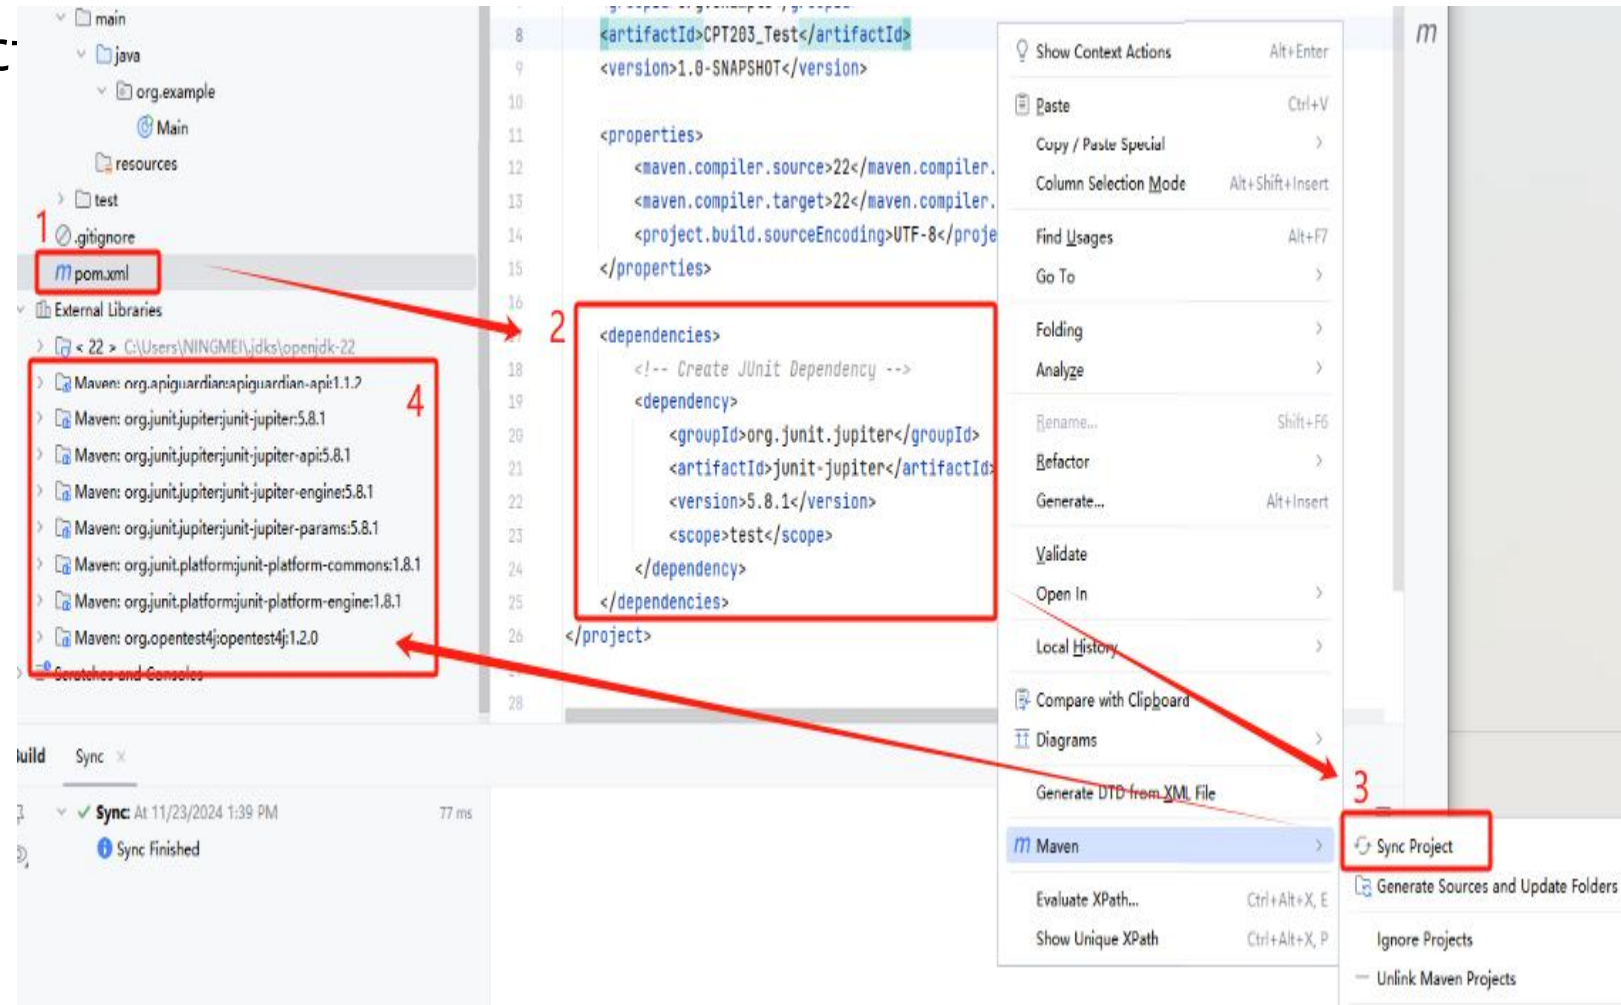 main
java
org.example
Main
resources
test
1
.gitignore
pom.xml
External Libraries
< 22 > C:\Users\NINGMEI\.jdks\openjdk-22
4
Maven: org.apiguardian:apiguardian-api:1.1.2
Maven: org.junit.jupiter:junit-jupiter:5.8.1
Maven: org.junit.jupiter:junit-jupiter-api:5.8.1
Maven: org.junit.jupiter:junit-jupiter-engine:5.8.1
Maven: org.junit.jupiter:junit-jupiter-params:5.8.1
Maven: org.junit.platform:junit-platform-commons:1.8.1
Maven: org.junit.platform:junit-platform-engine:1.8.1
Maven: org.opentest4j:opentest4j:1.2.0
Scratches and Consoles
8 <artifactId>CPT203_Test</artifactId>
9 <version>1.0-SNAPSHOT</version>
10
11 <properties>
12 <maven.compiler.source>22</maven.compiler.
13 <maven.compiler.target>22</maven.compiler.
14 <project.build.sourceEncoding>UTF-8</proje
15 </properties>
16
2
<dependencies>
18 <!-- Create JUnit Dependency -->
19 <dependency>
20 <groupId>org.junit.jupiter</groupId>
21 <artifactId>junit-jupiter</artifactId>
22 <version>5.8.1</version>
23 <scope>test</scope>
24 </dependency>
25 </dependencies>
26 </project>
28
m
Show Context Actions Alt+Enter
Paste Ctrl+V
Copy / Paste Special
Column Selection Mode Alt+Shift+Insert
Find Usages Alt+F7
Go To
Folding
Analyze
Rename... Shift+F6
Refactor
Generate... Alt+Insert
Validate
Open In
Local History
Compare with Clipboard
Diagrams
Generate DTD from XML File
m Maven
Evaluate XPath... Ctrl+Alt+X, E
Show Unique XPath Ctrl+Alt+X, P
3
Sync Project
Generate Sources and Update Folders
Ignore Projects
Unlink Maven Projects
Build Sync
Sync: At 11/23/2024 1:39 PM 77 ms
Sync Finished